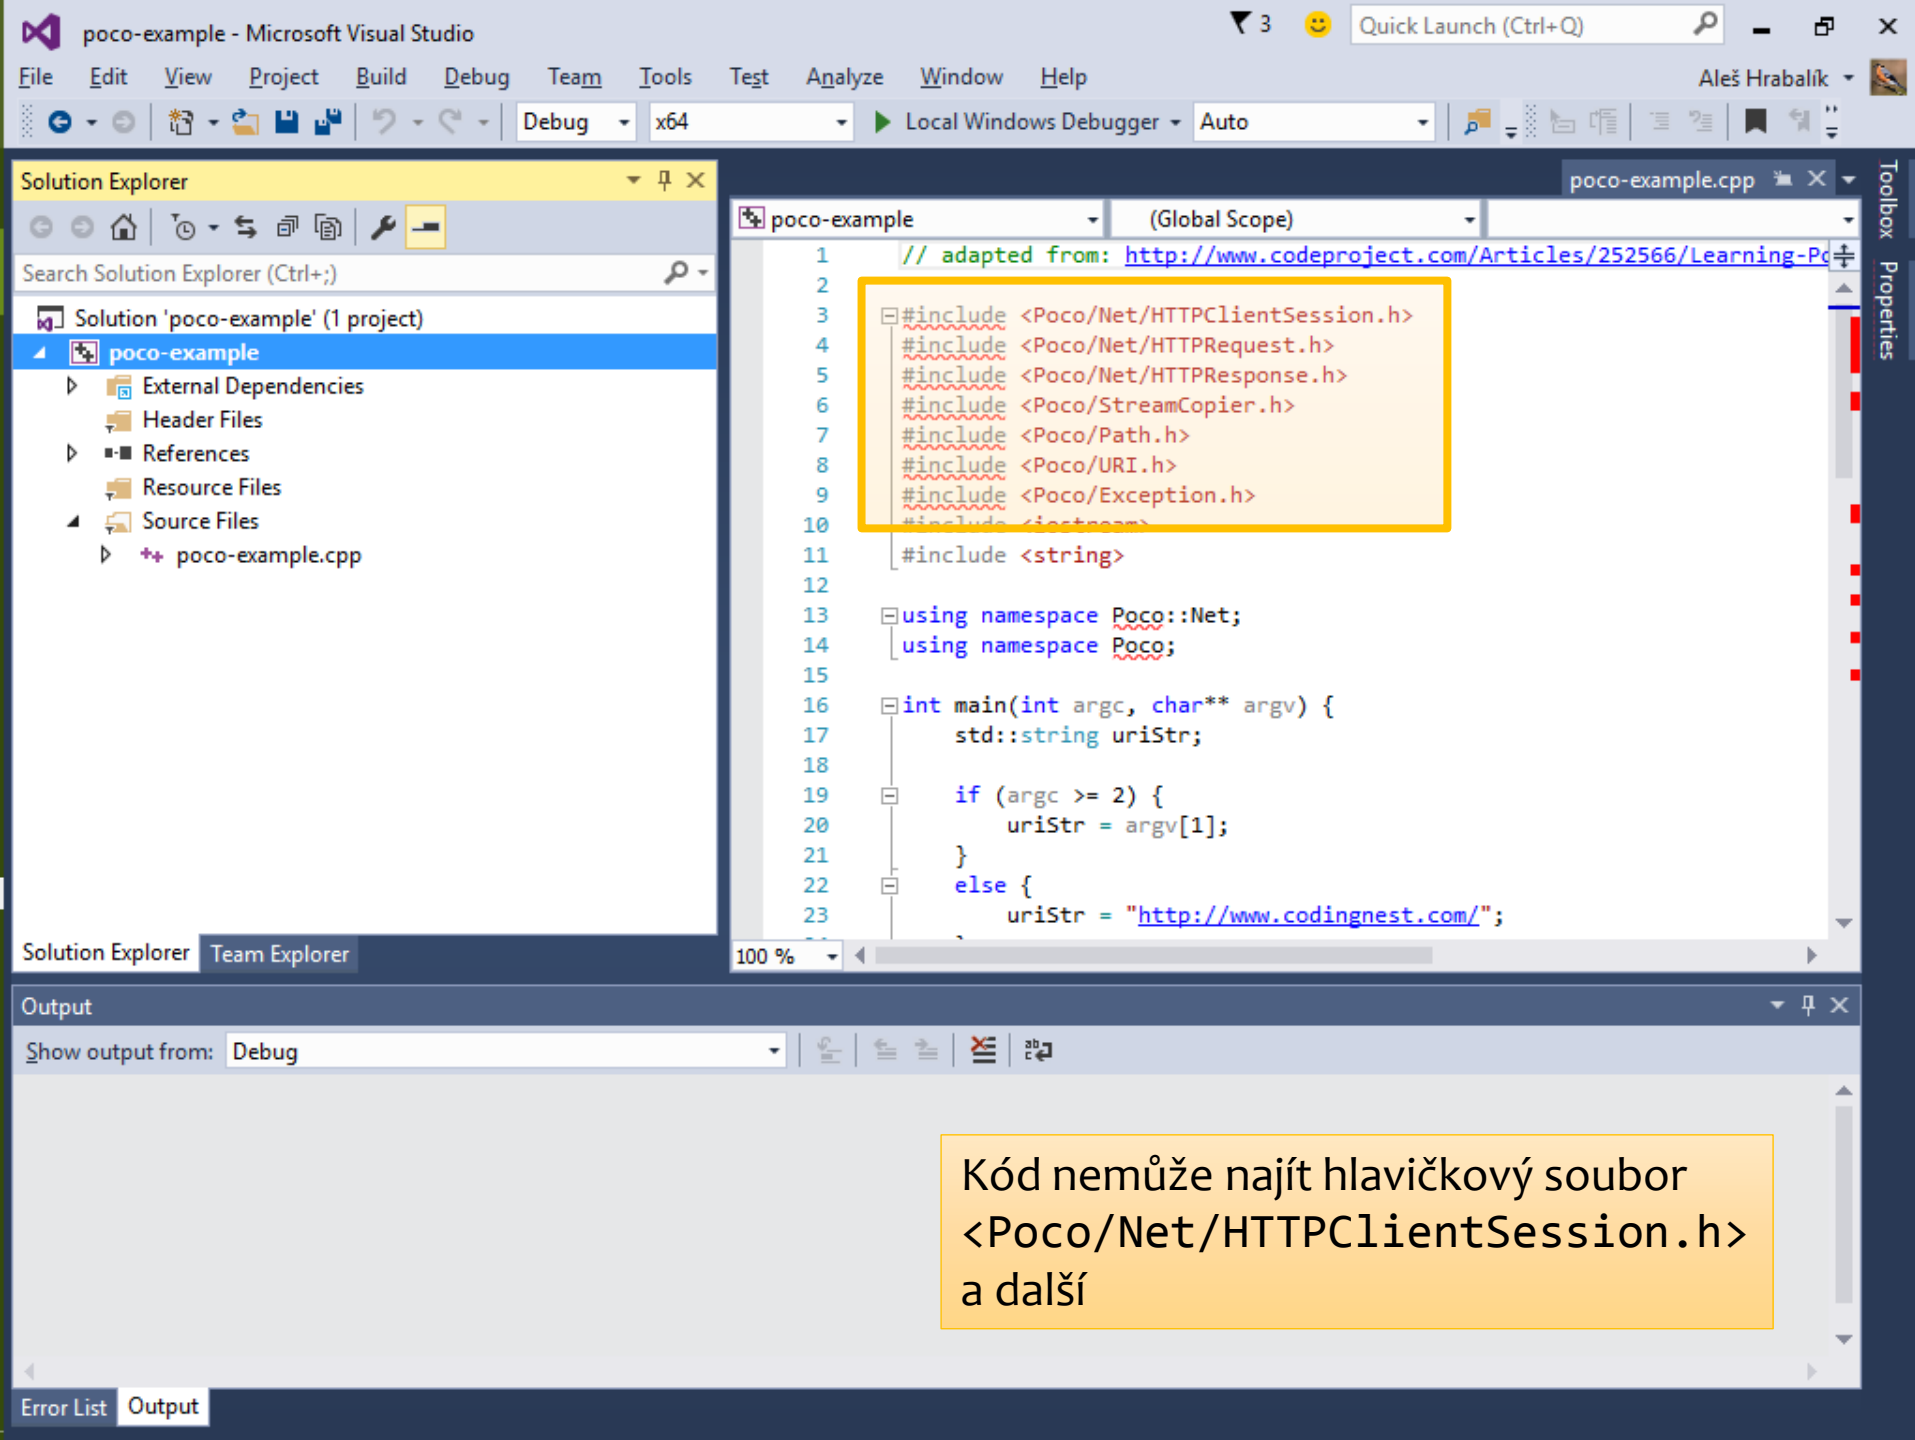 poco-example - Microsoft Visual Studio
3
Quick Launch (Ctrl+Q)
File Edit View Project Build Debug Team Tools Test Analyze Window Help
Aleš Hrabalík
Debug x64 Local Windows Debugger Auto
Solution Explorer
Search Solution Explorer (Ctrl+;)
Solution 'poco-example' (1 project)
poco-example
External Dependencies
Header Files
References
Resource Files
Source Files
poco-example.cpp
Solution Explorer Team Explorer
poco-example.cpp
poco-example (Global Scope)
1 // adapted from: http://www.codeproject.com/Articles/252566/Learning-Po
2
3 #include <Poco/Net/HTTPClientSession.h>
4 #include <Poco/Net/HTTPRequest.h>
5 #include <Poco/Net/HTTPResponse.h>
6 #include <Poco/StreamCopier.h>
7 #include <Poco/Path.h>
8 #include <Poco/URI.h>
9 #include <Poco/Exception.h>
10 #include <iostream>
11 #include <string>
12
13 using namespace Poco::Net;
14 using namespace Poco;
15
16 int main(int argc, char** argv) {
17 std::string uriStr;
18
19 if (argc >= 2) {
20 uriStr = argv[1];
21 }
22 else {
23 uriStr = "http://www.codingnest.com/";
100 %
Toolbox
Properties
Output
Show output from: Debug
Kód nemůže najít hlavičkový soubor
<Poco/Net/HTTPClientSession.h>
a další
Error List Output